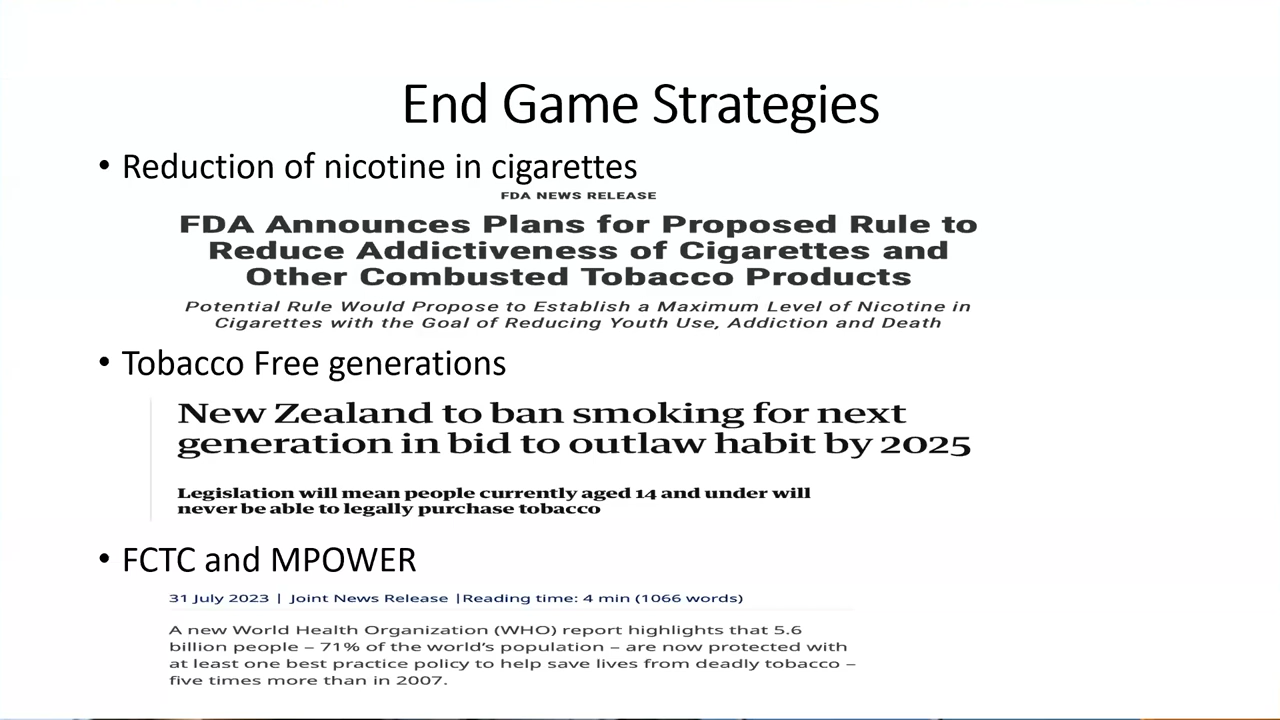 End Game Strategies
• Reduction of nicotine in cigarettes
FDA NEWS RELEASE
FDA Announces Plans for Proposed Rule to
Reduce Addictiveness of Cigarettes and
Other Combusted Tobacco Products
Potential Rule Would Propose to Establish a Maximum Level of Nicotine in
Cigarettes with the Goal of Reducing Youth Use, Addiction and Death
• Tobacco Free generations
New Zealand to ban smoking for next
generation in bid to outlaw habit by 2025
Legislation will mean people currently aged 14 and under will
never be able to legally purchase tobacco
• FCTC and MPOWER
31 July 2023 | Joint News Release |Reading time: 4 min (1066 words)
A new World Health Organization (WHO) report highlights that 5.6
billion people – 71% of the world’s population – are now protected with
at least one best practice policy to help save lives from deadly tobacco –
five times more than in 2007.